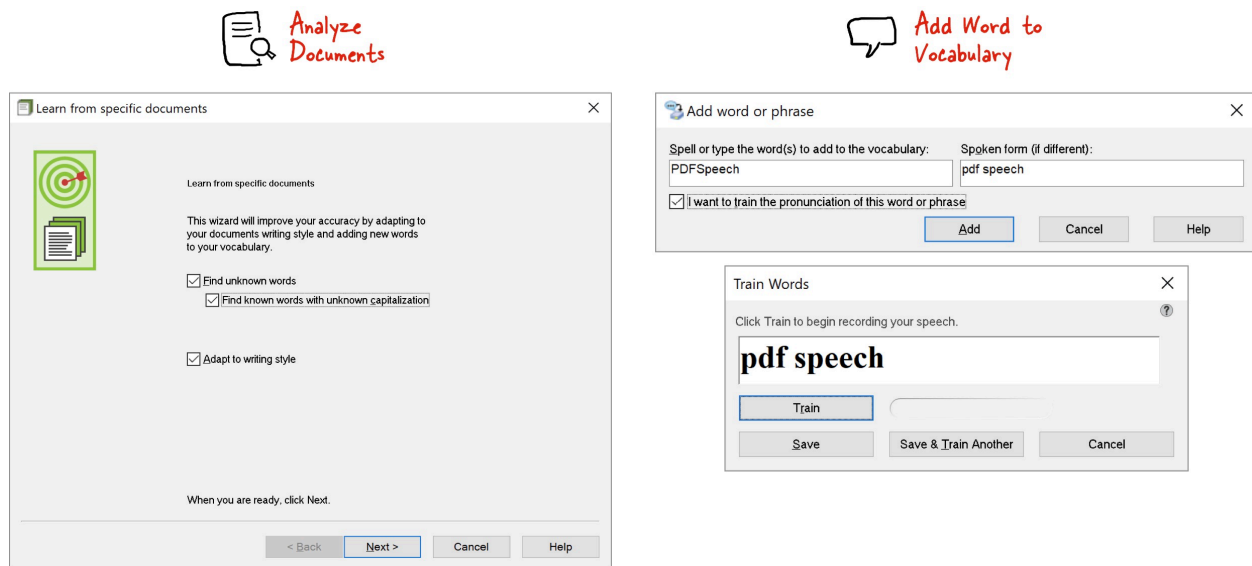 Analyze
Documents
Learn from specific documents
Learn from specific documents
This wizard will improve your accuracy by adapting to
your documents writing style and adding new words
to your vocabulary.
Find unknown words
Find known words with unknown capitalization
Adapt to writing style
When you are ready, click Next.
< Back
Next >
Cancel
Help
Add Word to
Vocabulary
Add word or phrase
Spell or type the word(s) to add to the vocabulary:
Spoken form (if different):
PDFSpeech
pdf speech
I want to train the pronunciation of this word or phrase
Add
Cancel
Help
Train Words
?
Click Train to begin recording your speech.
pdf speech
Train
Save
Save & Train Another
Cancel